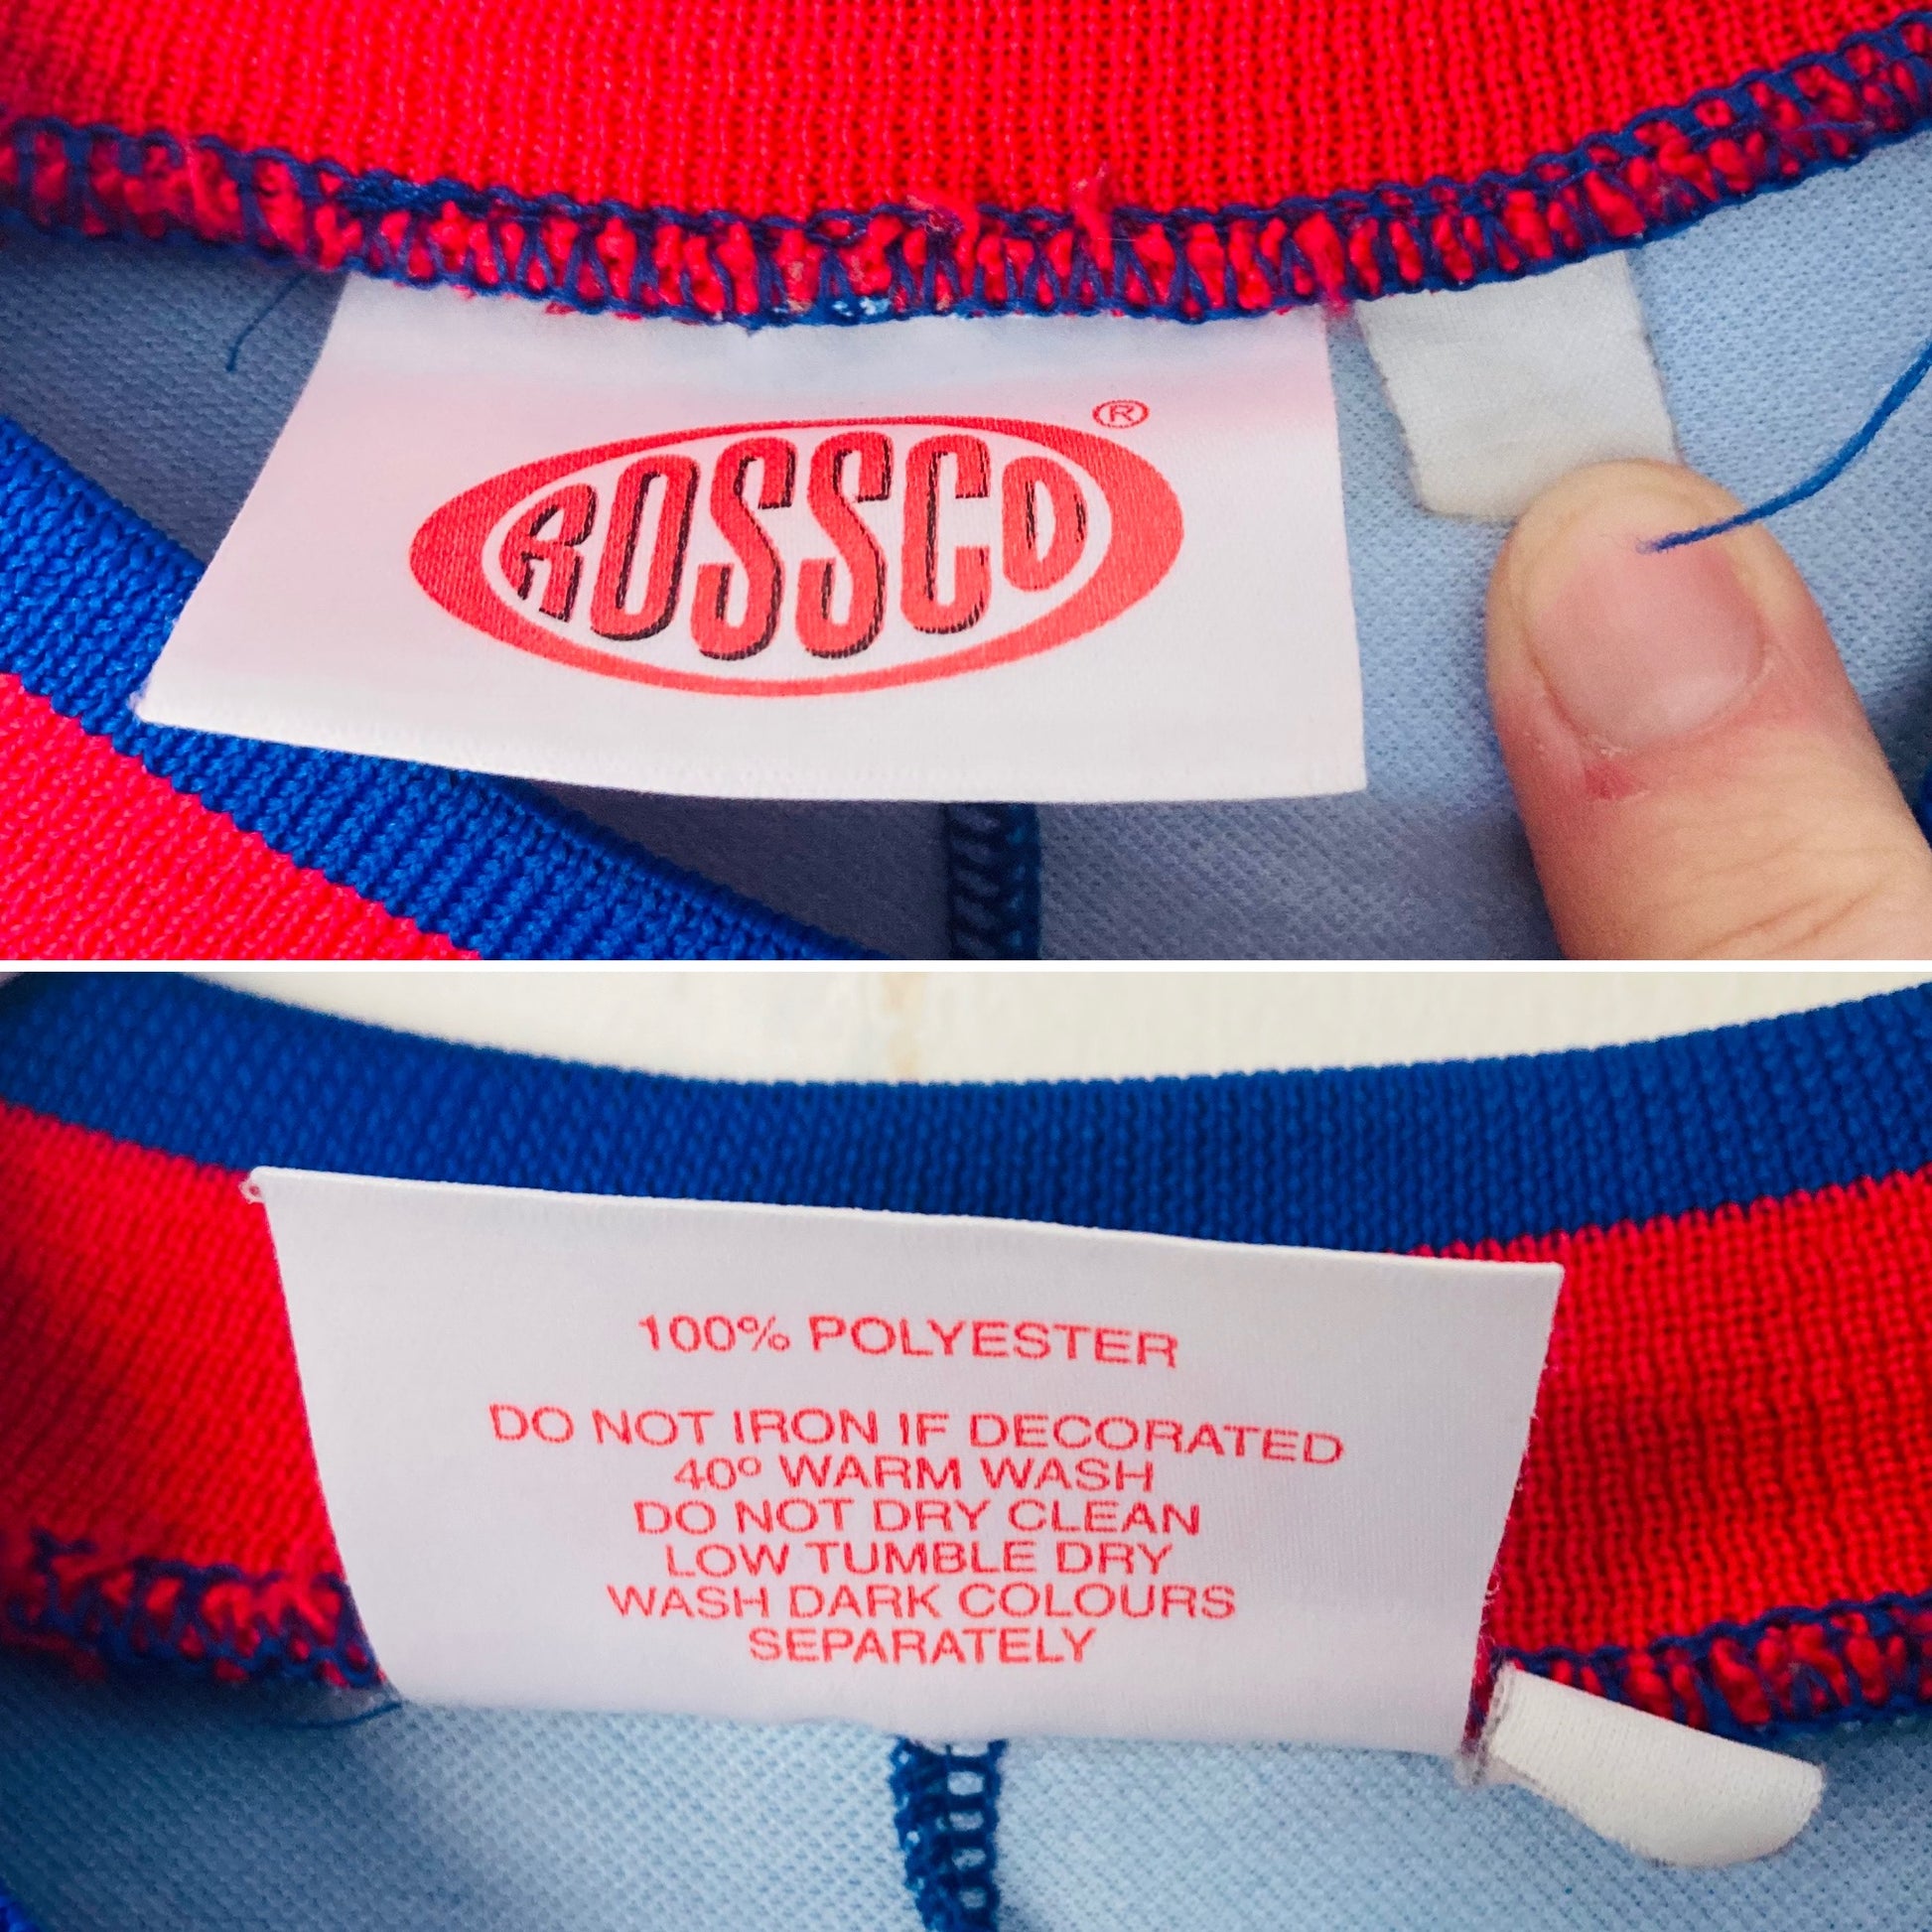 ROSSCO ®
100% POLYESTER
DO NOT IRON IF DECORATED
40º WARM WASH
DO NOT DRY CLEAN
LOW TUMBLE DRY
WASH DARK COLOURS
SEPARATELY